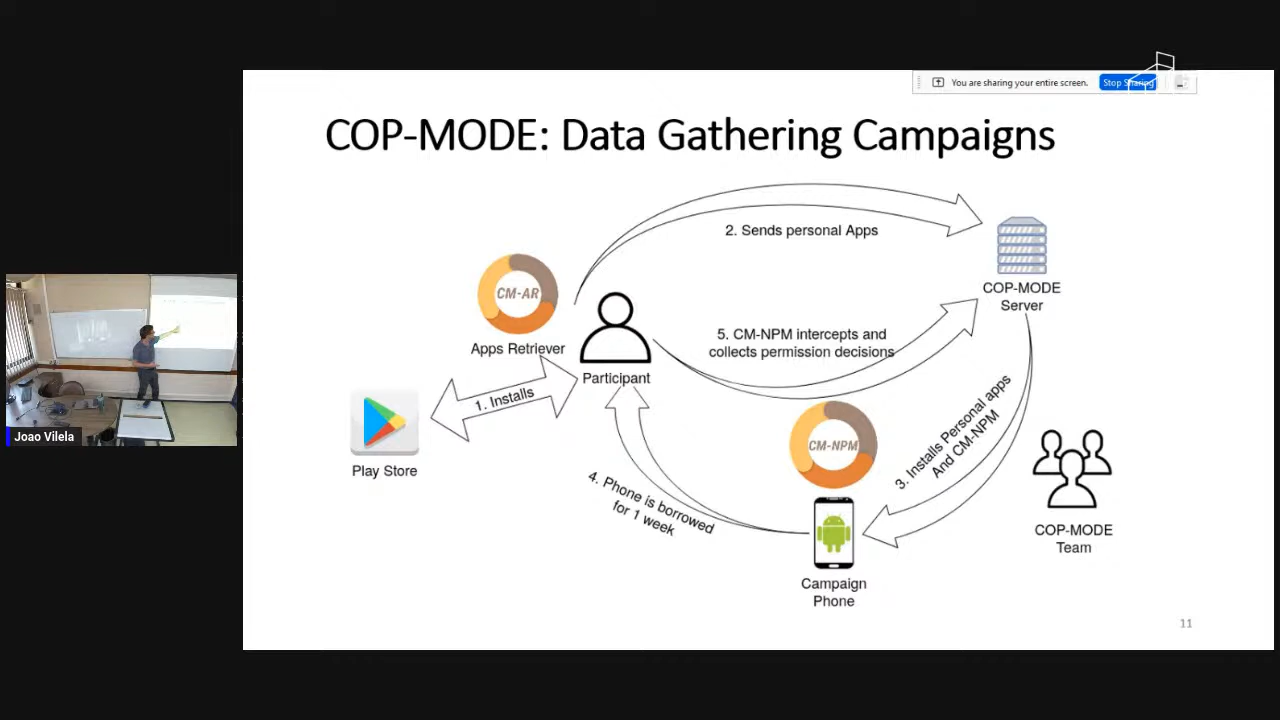 You are sharing your entire screen.
Stop Sharing
COP-MODE: Data Gathering Campaigns
2. Sends personal Apps
CM-AR
COP-MODE
Server
Apps Retriever
5. CM-NPM intercepts and
collects permission decisions
Participant
1. Installs
Play Store
CM-NPM
3. Installs Personal apps
And CM-NPM
4. Phone is borrowed
for 1 week
COP-MODE
Team
Campaign
Phone
11
Joao Vilela